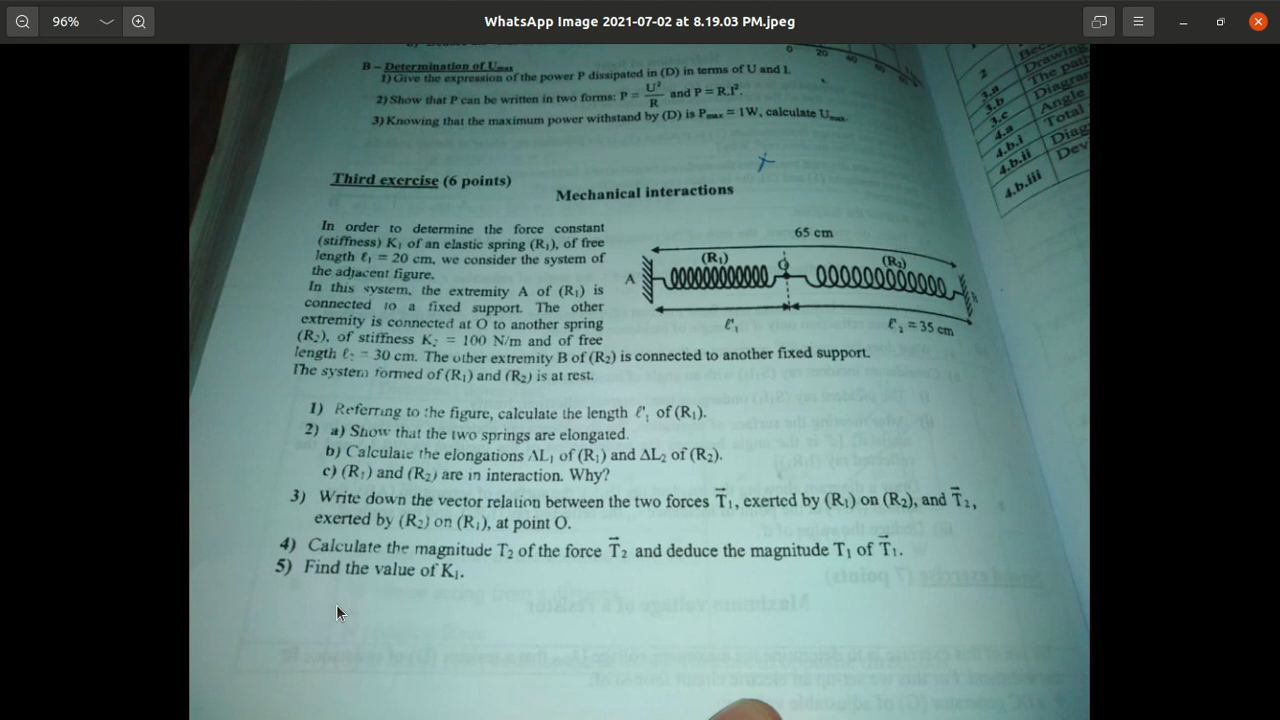 96%
WhatsApp Image 2021-07-02 at 8.19.03 PM.jpeg
B – Determination of Umax
1) Give the expression of the power P dissipated in (D) in terms of U and I.
2) Show that P can be written in two forms: P = U²/R and P = R.I².
3) Knowing that the maximum power withstand by (D) is Pmax = 1W, calculate Umax.
0 20 40 60 80
2
3.a
3.b
3.c
4.a
4.b.i
4.b.ii
4.b.iii
Drawing
The path
Diagram
Angle
Total
Diag
Dev
Third exercise (6 points)
Mechanical interactions
In order to determine the force constant
(stiffness) K₁ of an elastic spring (R₁), of free
length ℓ₁ = 20 cm, we consider the system of
the adjacent figure.
In this system, the extremity A of (R₁) is
connected to a fixed support. The other
extremity is connected at O to another spring
(R₂), of stiffness K₂ = 100 N/m and of free
length ℓ₂ = 30 cm. The other extremity B of (R₂) is connected to another fixed support.
The system formed of (R₁) and (R₂) is at rest.
65 cm
(R₁)
O
(R₂)
A
ℓ'₁
ℓ'₂ = 35 cm
1) Referring to the figure, calculate the length ℓ'₁ of (R₁).
2) a) Show that the two springs are elongated.
b) Calculate the elongations ΔL₁ of (R₁) and ΔL₂ of (R₂).
c) (R₁) and (R₂) are in interaction. Why?
3) Write down the vector relation between the two forces T⃗₁, exerted by (R₁) on (R₂), and T⃗₂,
exerted by (R₂) on (R₁), at point O.
4) Calculate the magnitude T₂ of the force T⃗₂ and deduce the magnitude T₁ of T⃗₁.
5) Find the value of K₁.